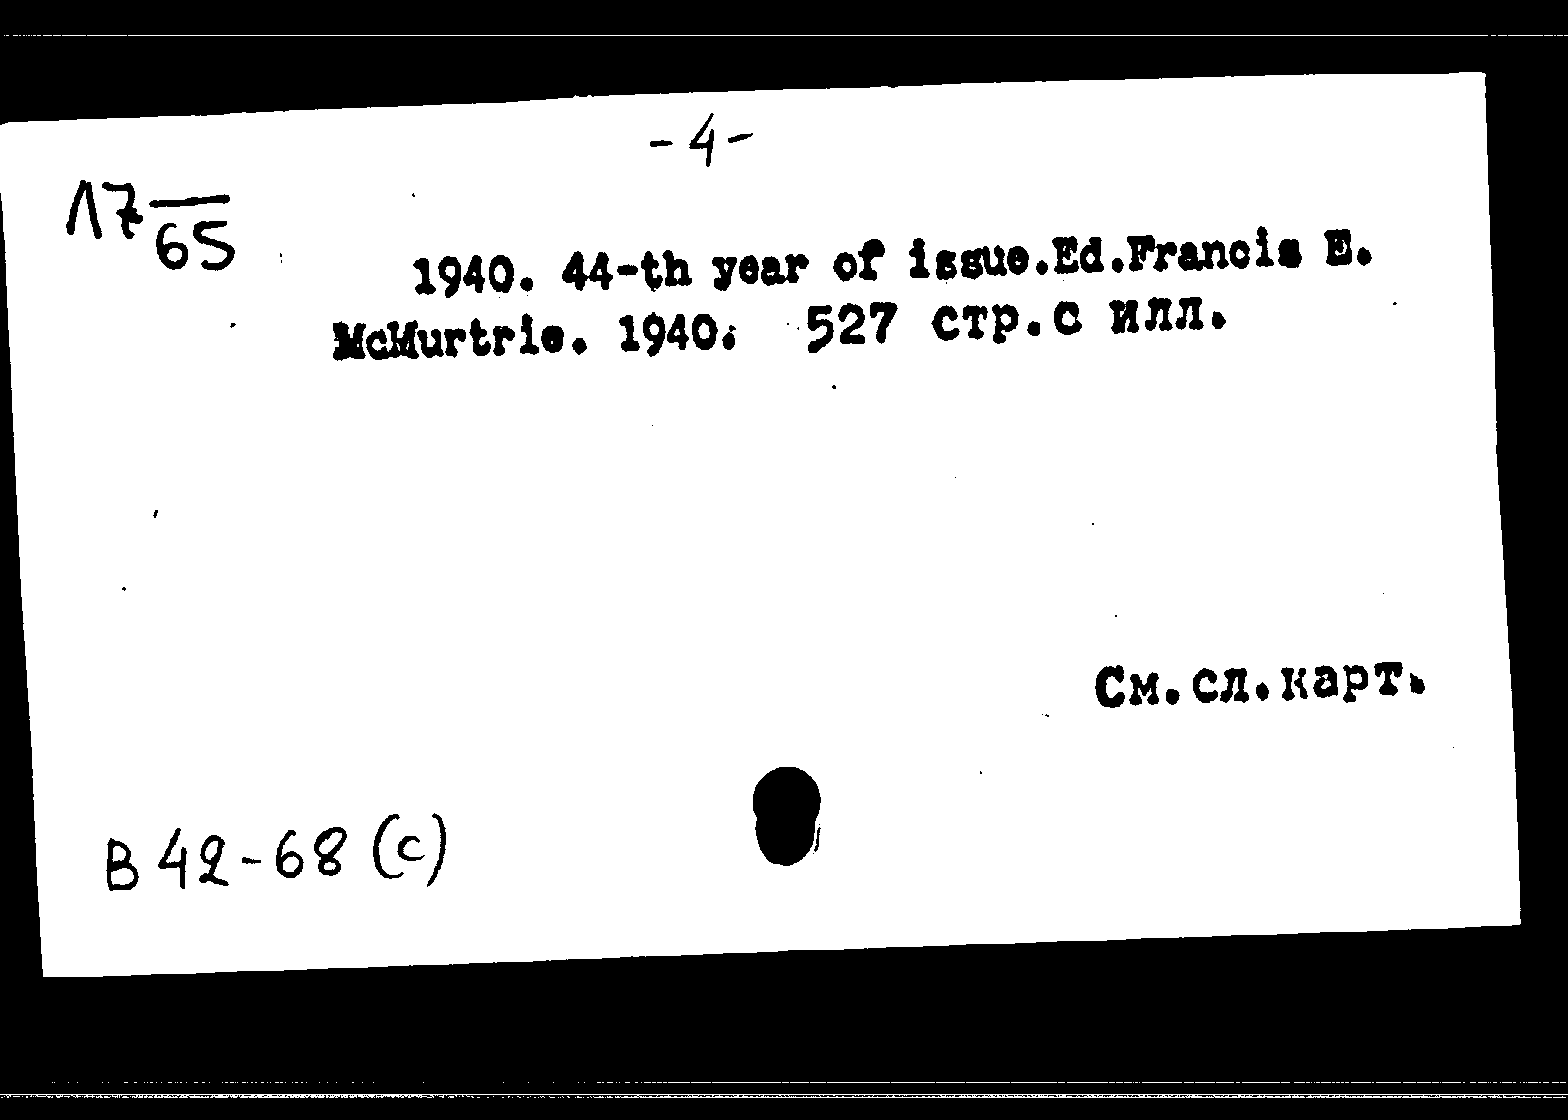 -4-
17/65
1940. 44-th year of issue.Ed.Francis E.
McMurtrie. 1940. 527 стр.с илл.
См.сл.карт.
В 42-68 (с)